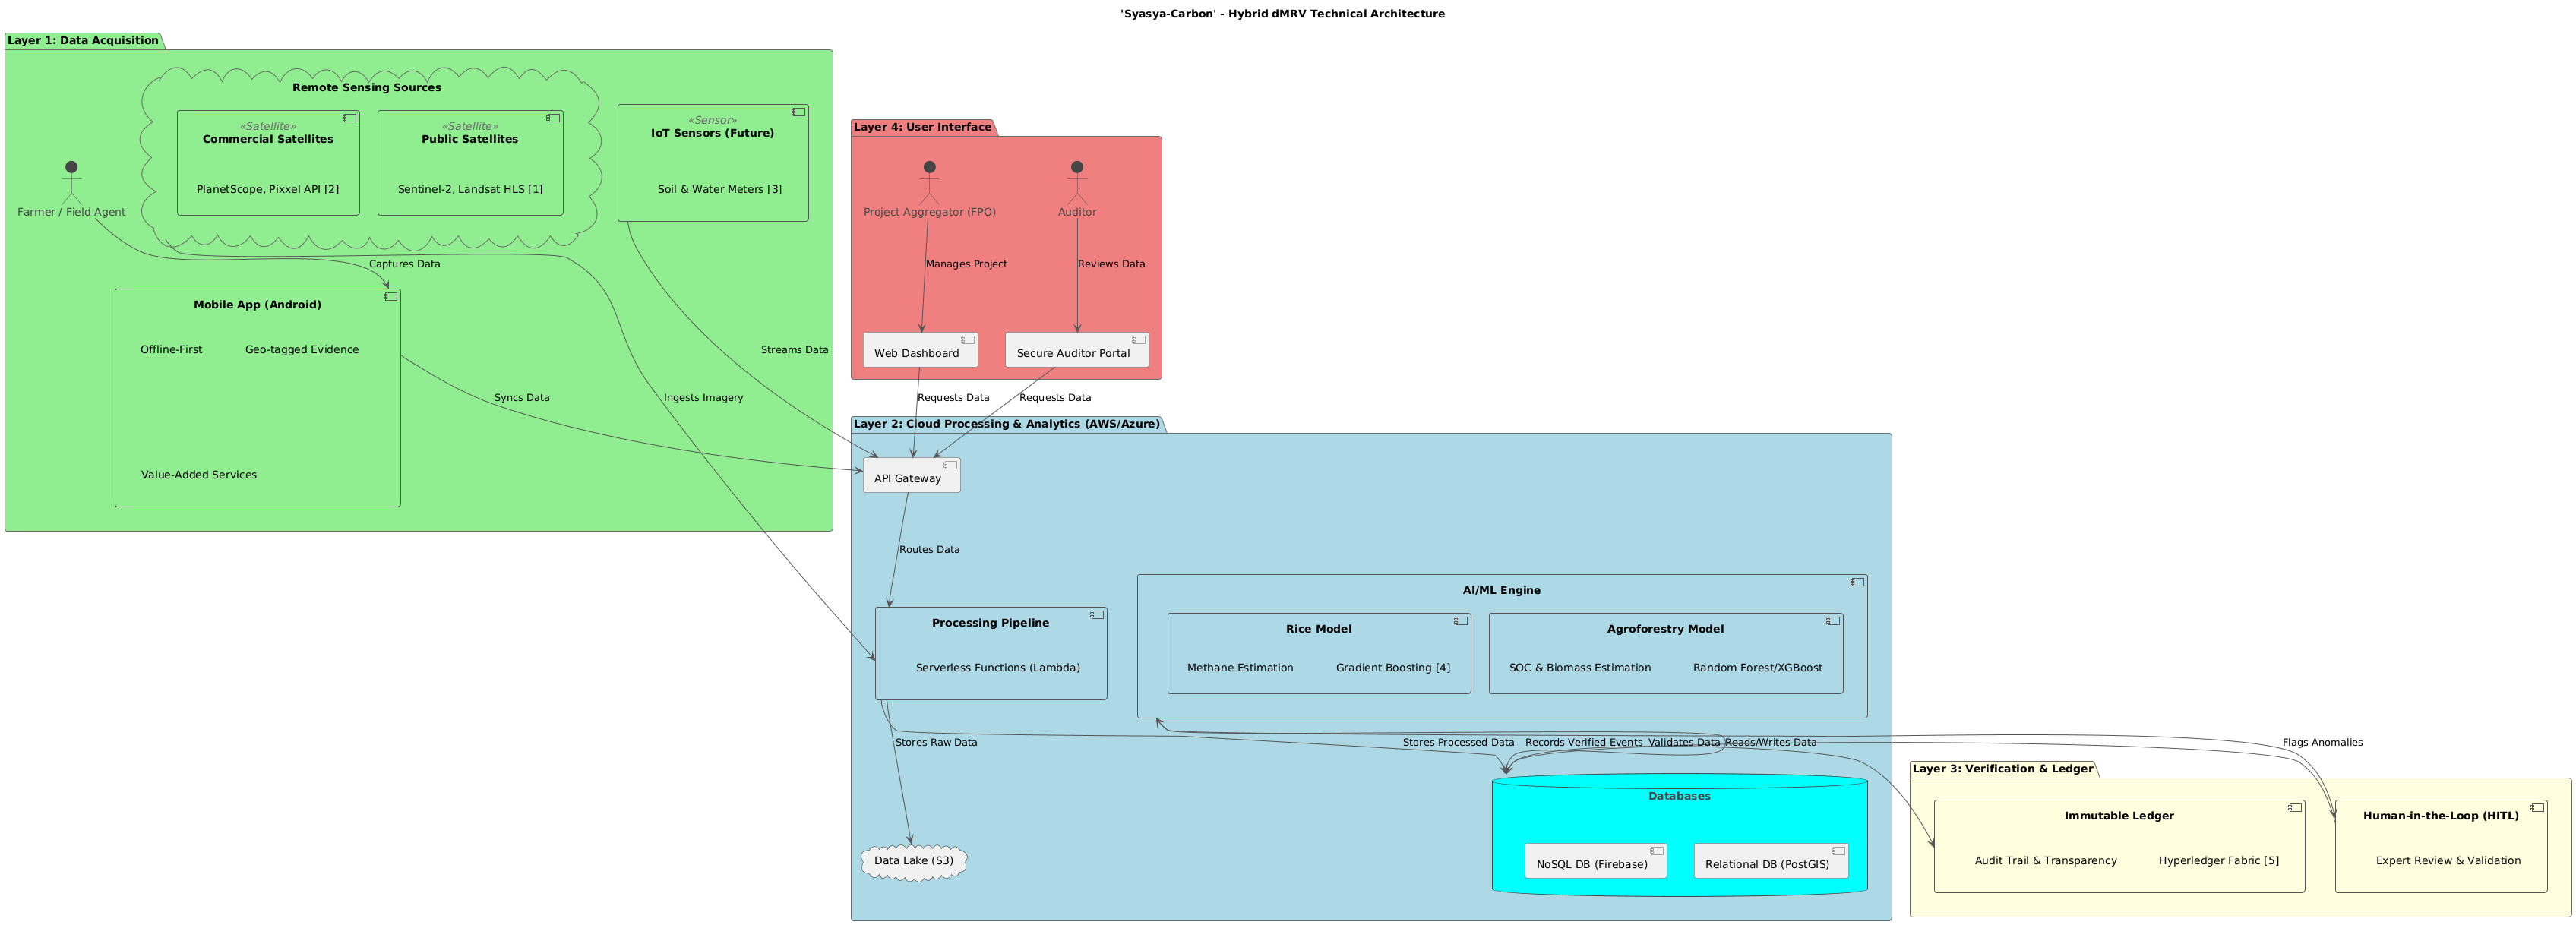 'Syasya-Carbon' - Hybrid dMRV Technical Architecture
Layer 1: Data Acquisition
Remote Sensing Sources
«Satellite»
Commercial Satellites
PlanetScope, Pixxel API [2]
«Satellite»
Public Satellites
Sentinel-2, Landsat HLS [1]
«Sensor»
IoT Sensors (Future)
Soil & Water Meters [3]
Farmer / Field Agent
Captures Data
Mobile App (Android)
Offline-First
Geo-tagged Evidence
Value-Added Services
Syncs Data
Ingests Imagery
Streams Data
Layer 4: User Interface
Project Aggregator (FPO)
Auditor
Manages Project
Reviews Data
Web Dashboard
Secure Auditor Portal
Requests Data
Requests Data
Layer 2: Cloud Processing & Analytics (AWS/Azure)
API Gateway
Routes Data
Processing Pipeline
Serverless Functions (Lambda)
AI/ML Engine
Rice Model
Methane Estimation
Gradient Boosting [4]
Agroforestry Model
SOC & Biomass Estimation
Random Forest/XGBoost
Stores Raw Data
Stores Processed Data
Records Verified Events
Validates Data
Reads/Writes Data
Flags Anomalies
Databases
NoSQL DB (Firebase)
Relational DB (PostGIS)
Data Lake (S3)
Layer 3: Verification & Ledger
Immutable Ledger
Audit Trail & Transparency
Hyperledger Fabric [5]
Human-in-the-Loop (HITL)
Expert Review & Validation